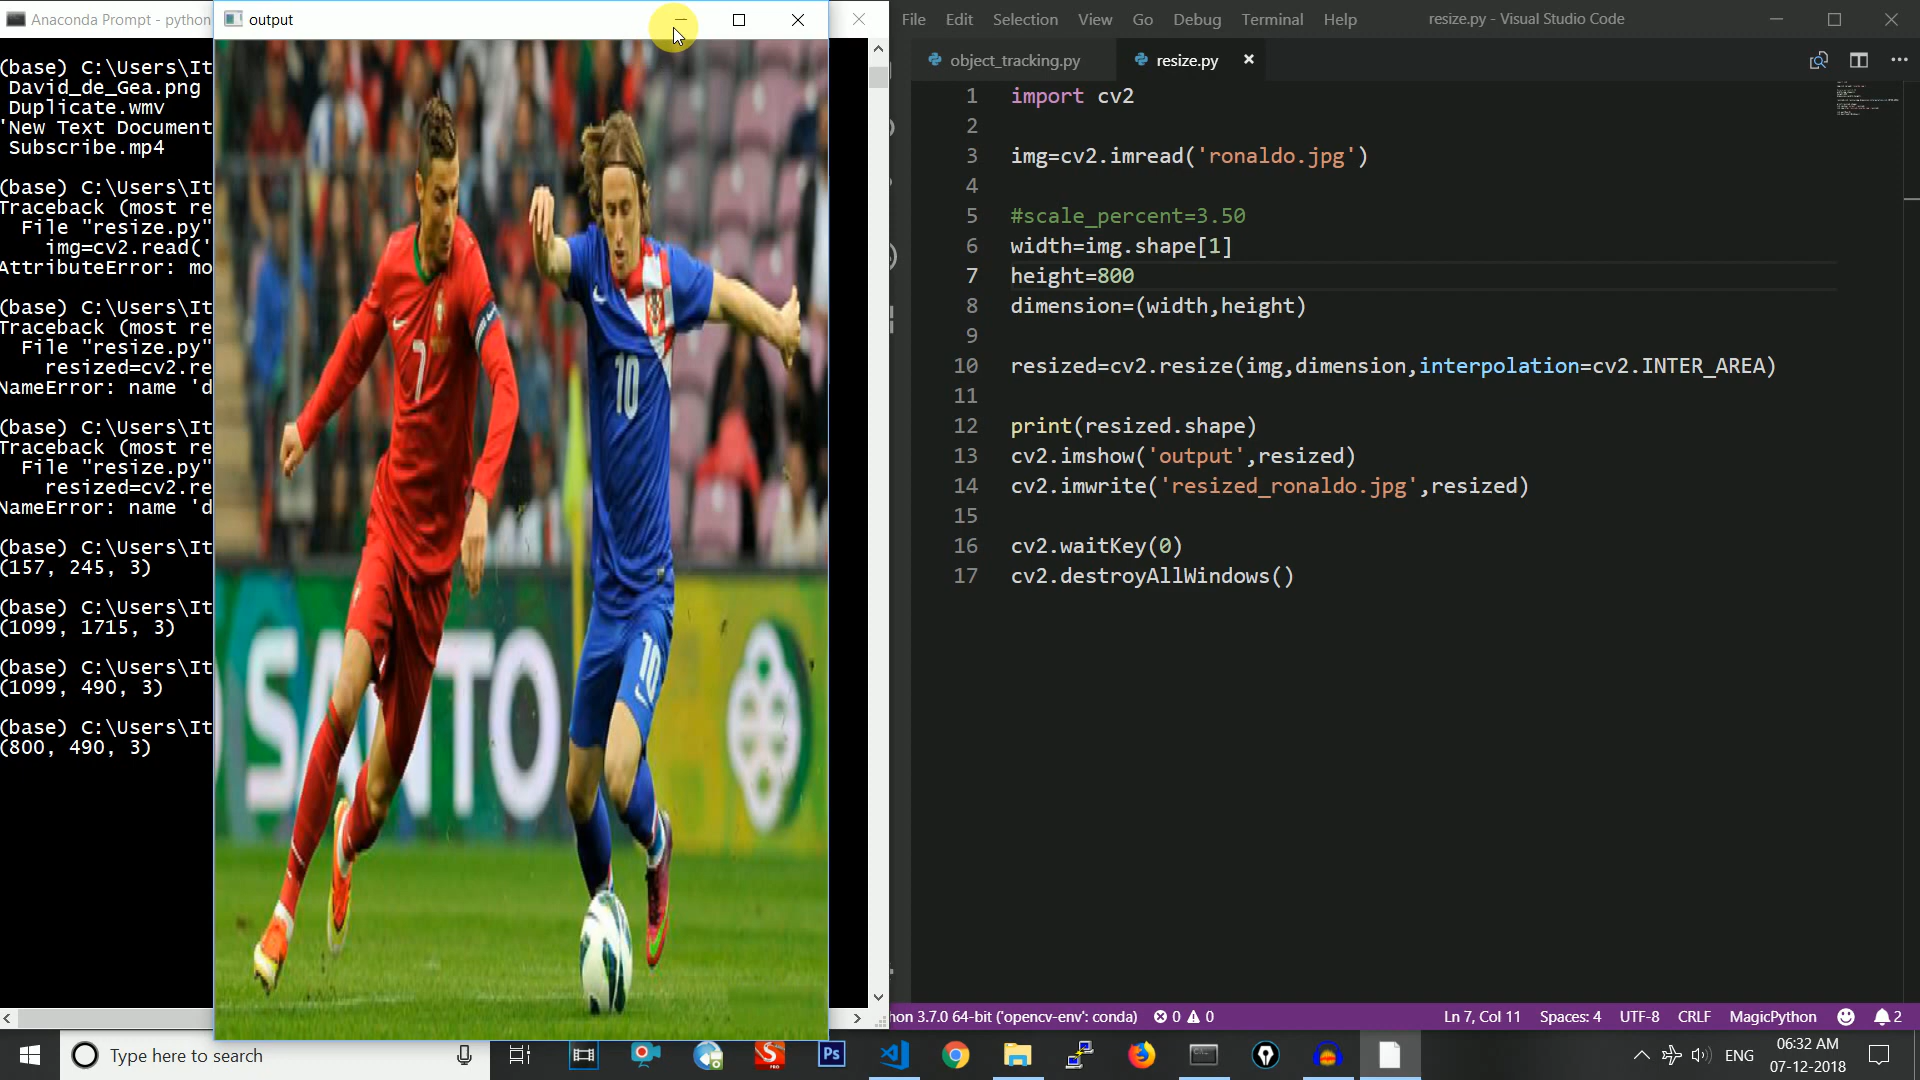 Anaconda Prompt - python
(base) C:\Users\It
David_de_Gea.png
Duplicate.wmv
'New Text Document
Subscribe.mp4
(base) C:\Users\It
Traceback (most re
File "resize.py"
img=cv2.read('
AttributeError: mo
(base) C:\Users\It
Traceback (most re
File "resize.py"
resized=cv2.re
NameError: name 'd
(base) C:\Users\It
Traceback (most re
File "resize.py"
resized=cv2.re
NameError: name 'd
(base) C:\Users\It
(157, 245, 3)
(base) C:\Users\It
(1099, 1715, 3)
(base) C:\Users\It
(1099, 490, 3)
(base) C:\Users\It
(800, 490, 3)
output
7
10
10
SANTO
File Edit Selection View Go Debug Terminal Help
resize.py - Visual Studio Code
object_tracking.py
resize.py
1 import cv2
2
3 img=cv2.imread('ronaldo.jpg')
4
5 #scale_percent=3.50
6 width=img.shape[1]
7 height=800
8 dimension=(width,height)
9
10 resized=cv2.resize(img,dimension,interpolation=cv2.INTER_AREA)
11
12 print(resized.shape)
13 cv2.imshow('output',resized)
14 cv2.imwrite('resized_ronaldo.jpg',resized)
15
16 cv2.waitKey(0)
17 cv2.destroyAllWindows()
hon 3.7.0 64-bit ('opencv-env': conda) 0 0
Ln 7, Col 11 Spaces: 4 UTF-8 CRLF MagicPython 2
Type here to search
Ps
S
PRO
ENG
06:32 AM
07-12-2018